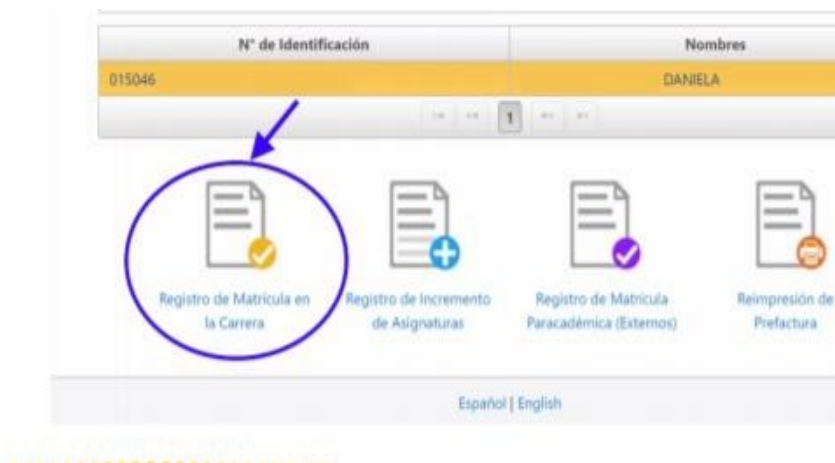 N° de Identificación Nombres
015046 DANIELA
1
Registro de Matrícula en
la Carrera
Registro de Incremento
de Asignaturas
Registro de Matrícula
Paracadémica (Externos)
Reimpresión de
Prefactura
Español | English